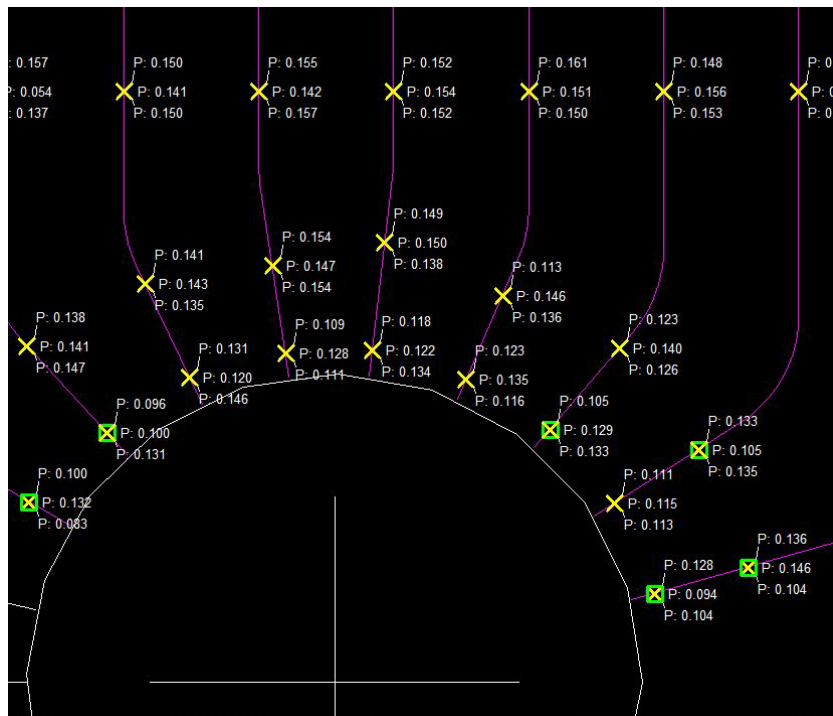 : 0.157
P: 0.054
: 0.137
P: 0.150
P: 0.141
P: 0.150
P: 0.155
P: 0.142
P: 0.157
P: 0.152
P: 0.154
P: 0.152
P: 0.161
P: 0.151
P: 0.150
P: 0.148
P: 0.156
P: 0.153
P: 0
P: 0
P: 0
P: 0.141
P: 0.143
P: 0.135
P: 0.154
P: 0.147
P: 0.154
P: 0.149
P: 0.150
P: 0.138
P: 0.113
P: 0.146
P: 0.136
P: 0.138
P: 0.141
P: 0.147
P: 0.131
P: 0.120
P: 0.146
P: 0.109
P: 0.128
P: 0.111
P: 0.118
P: 0.122
P: 0.134
P: 0.123
P: 0.135
P: 0.116
P: 0.123
P: 0.140
P: 0.126
P: 0.096
P: 0.100
P: 0.131
P: 0.105
P: 0.129
P: 0.133
P: 0.133
P: 0.105
P: 0.135
P: 0.100
P: 0.132
P: 0.083
P: 0.111
P: 0.115
P: 0.113
P: 0.136
P: 0.146
P: 0.104
P: 0.128
P: 0.094
P: 0.104